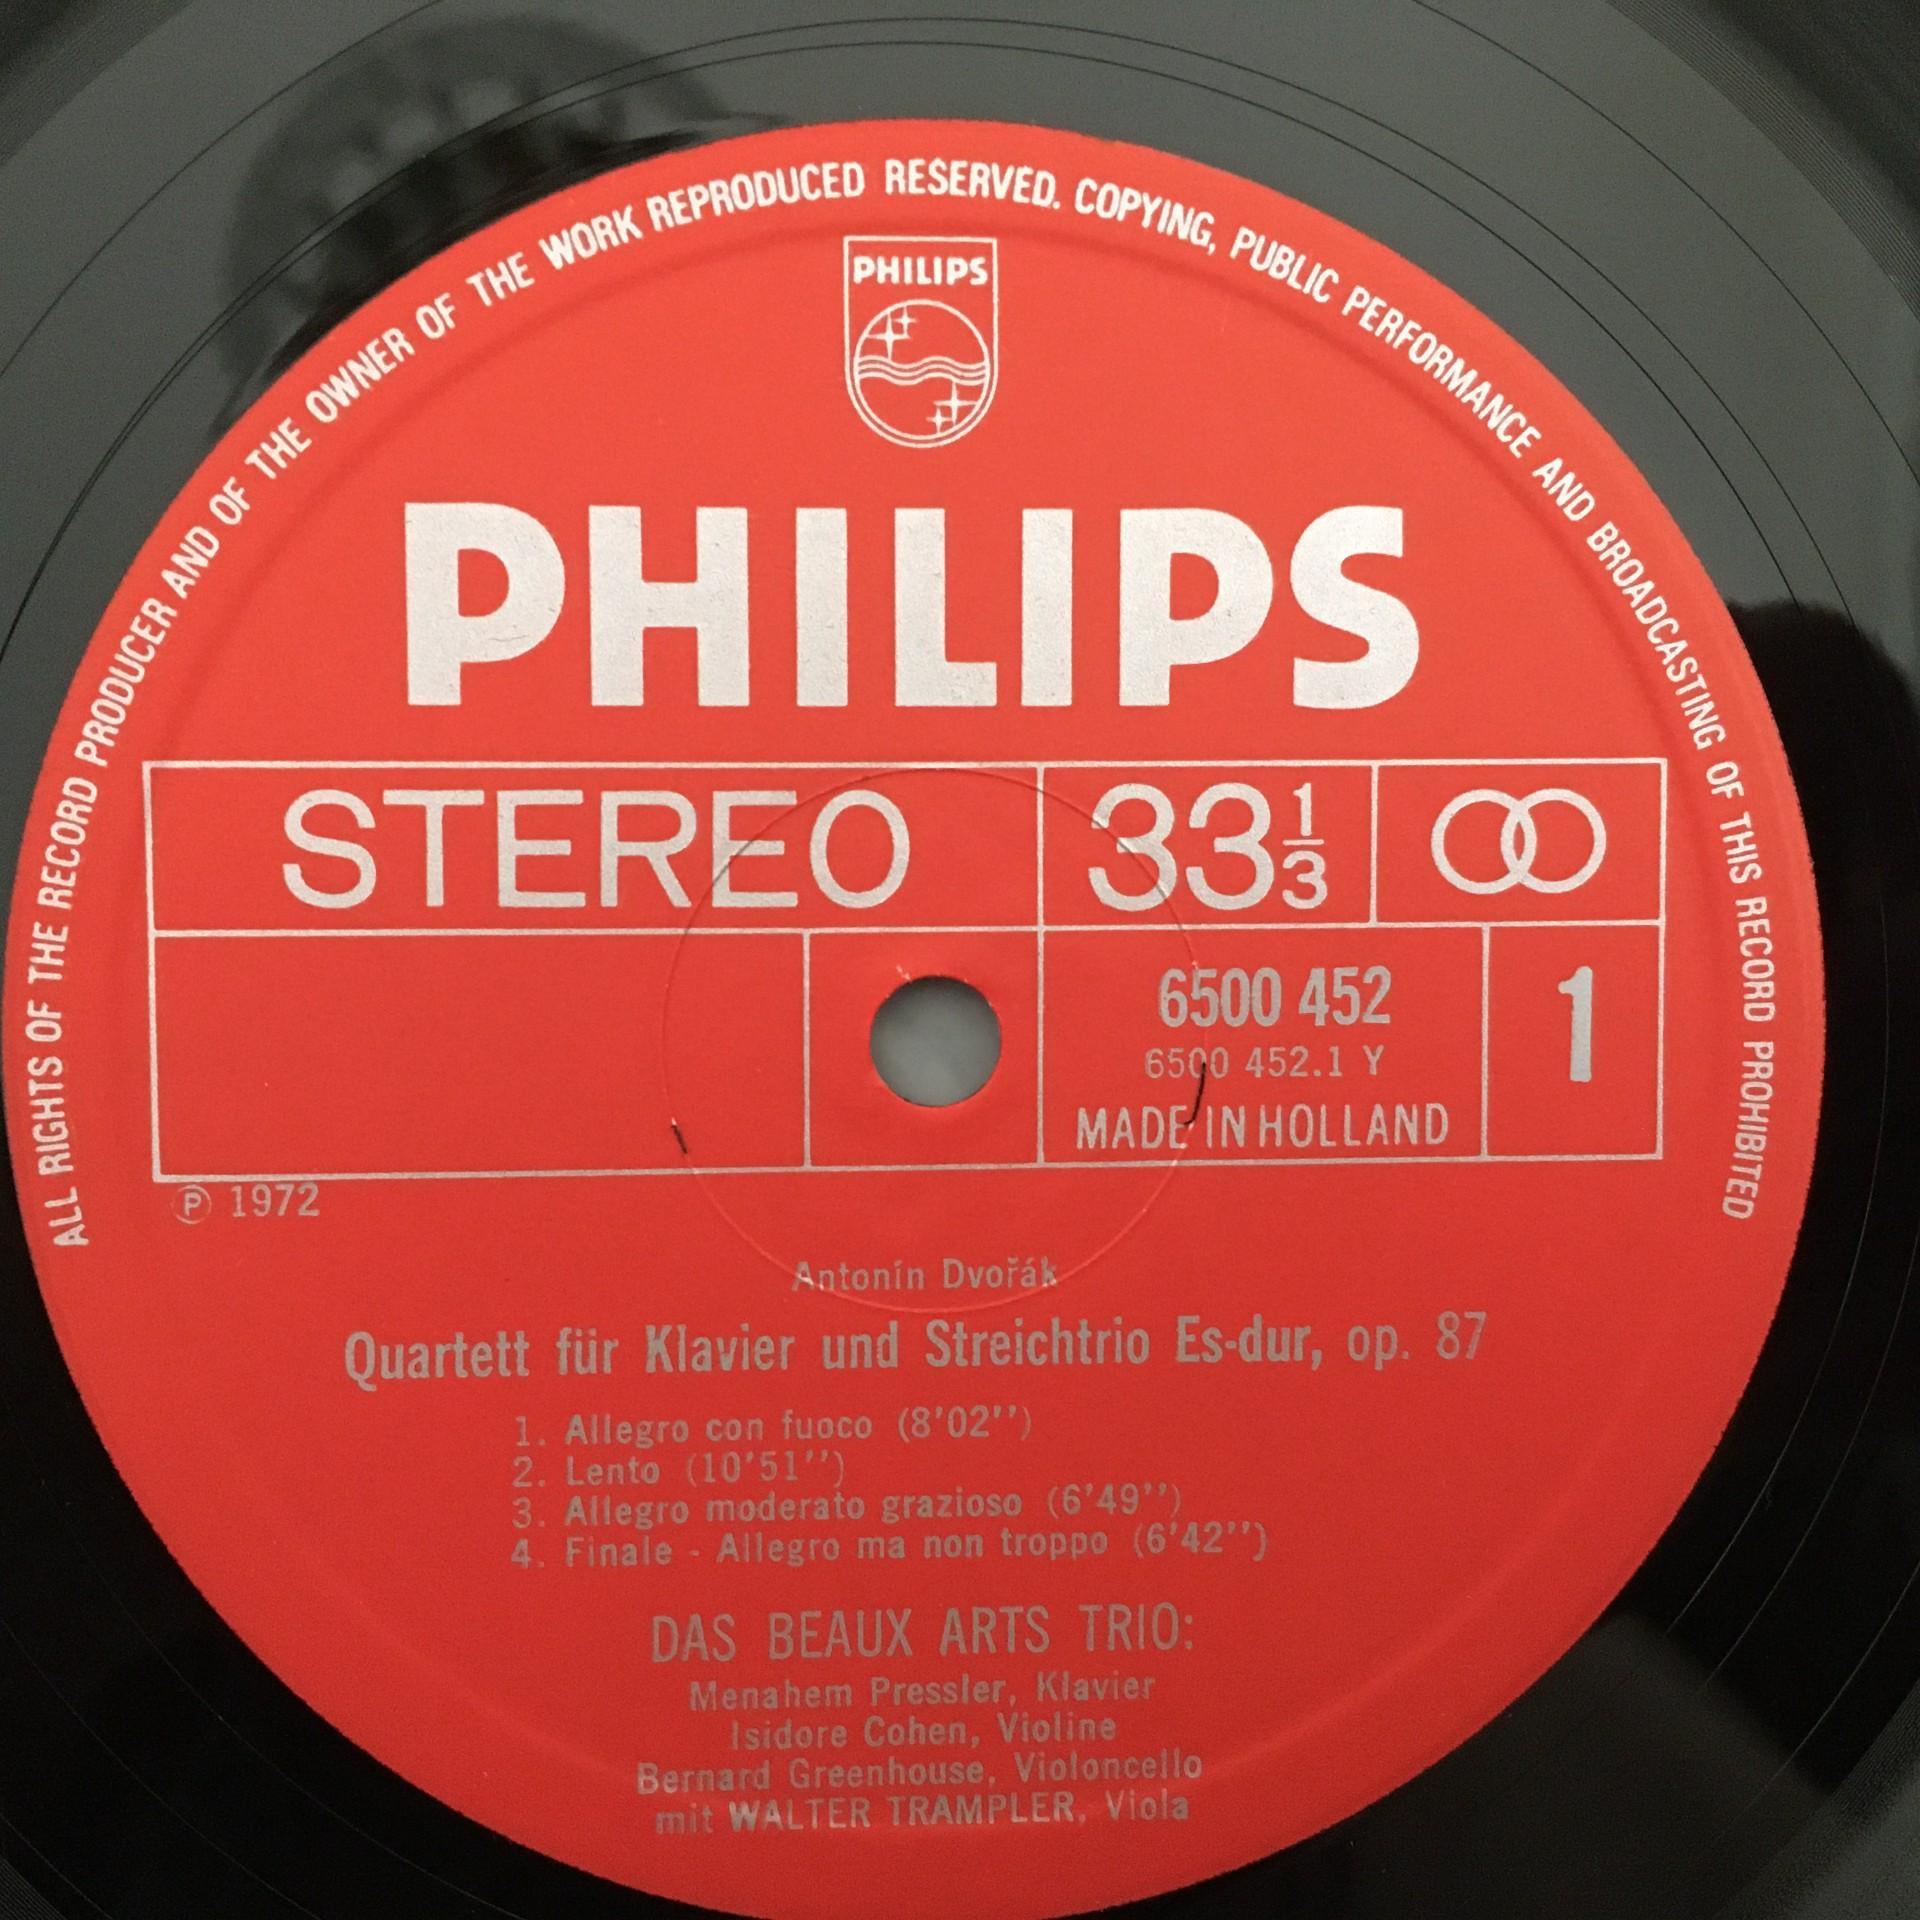 ALL RIGHTS OF THE RECORD PRODUCER AND OF THE OWNER OF THE WORK REPRODUCED RESERVED. COPYING, PUBLIC PERFORMANCE AND BROADCASTING OF THIS RECORD PROHIBITED
PHILIPS
PHILIPS
STEREO 33 1/3
6500 452 1
6500 452.1 Y
MADE IN HOLLAND
Ⓟ 1972
Antonín Dvořák
Quartett für Klavier und Streichtrio Es-dur, op. 87
1. Allegro con fuoco (8'02'')
2. Lento (10'51'')
3. Allegro moderato grazioso (6'49'')
4. Finale - Allegro ma non troppo (6'42'')
DAS BEAUX ARTS TRIO:
Menahem Pressler, Klavier
Isidore Cohen, Violine
Bernard Greenhouse, Violoncello
mit WALTER TRAMPLER, Viola